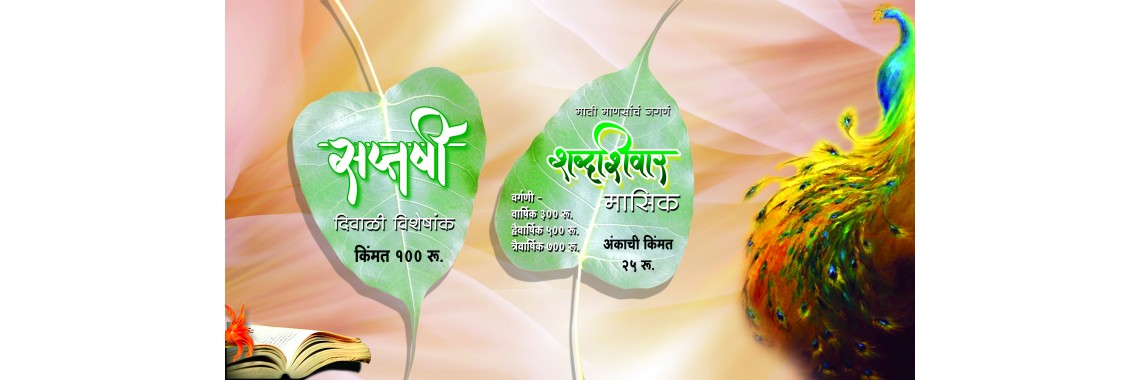 सप्तर्षी
दिवाळी विशेषांक
किंमत १०० रू.
माती माणसांचं जगणं
शब्दशिवार
मासिक
वर्गणी -
वार्षिक ३०० रू.
द्वैवार्षिक ५०० रू.
त्रैवार्षिक ७०० रू.
अंकाची किंमत
२५ रू.